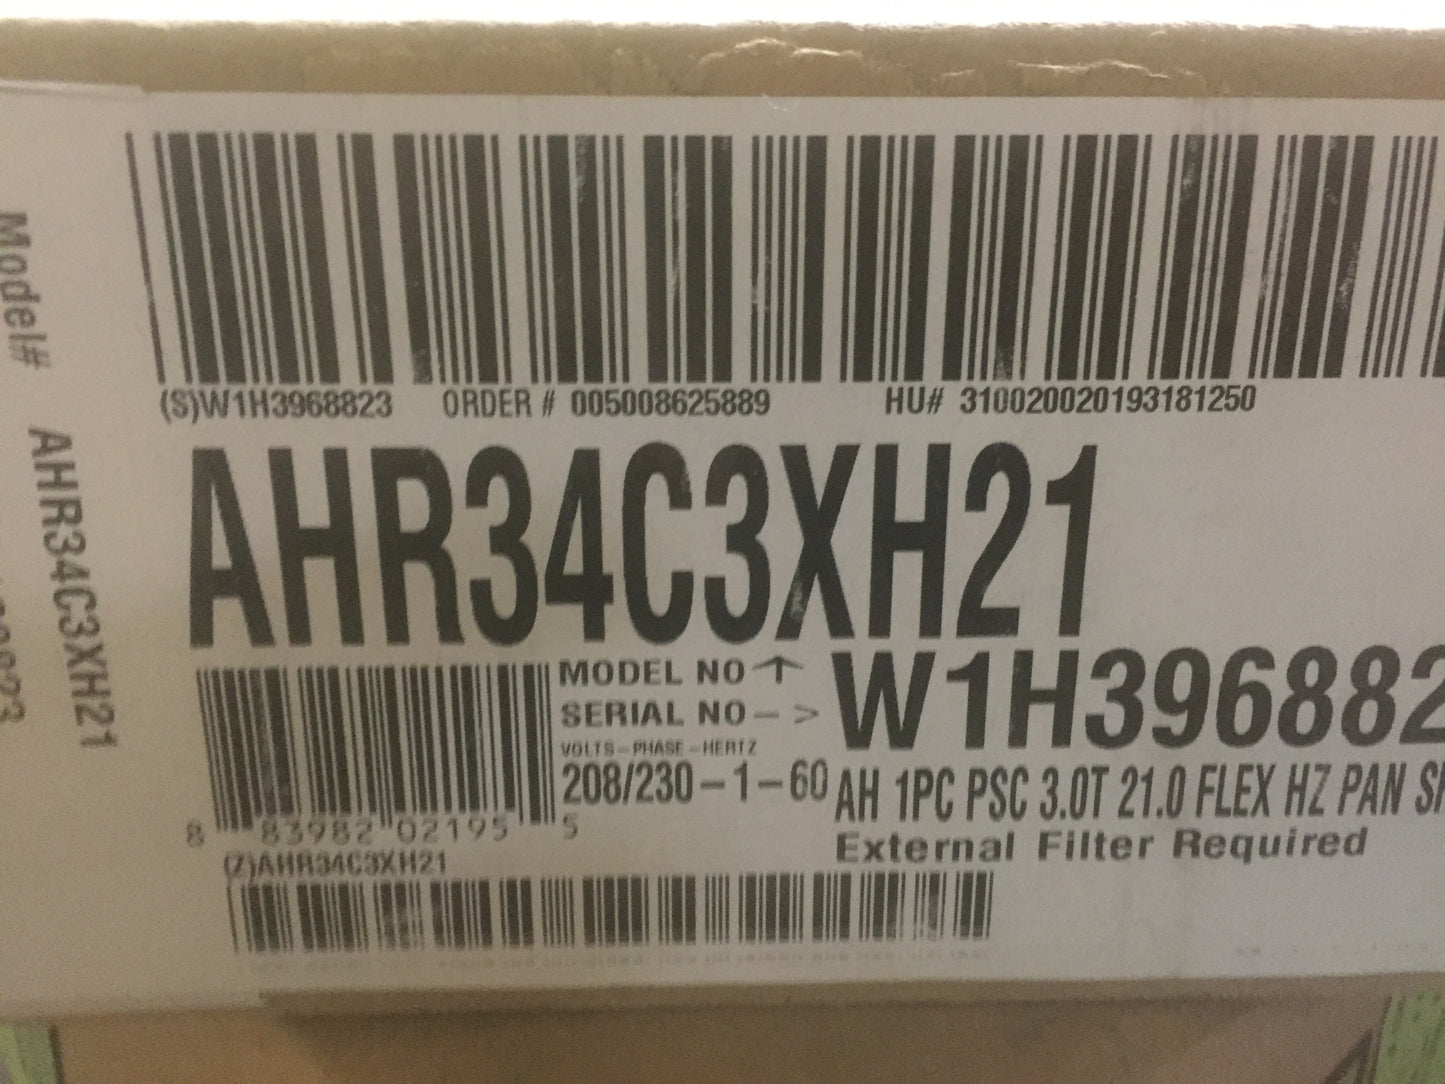 (S)W1H3968823 ORDER # 005008625889 HU# 310020020193181250
AHR34C3XH21
MODEL NO ↑
SERIAL NO – > W1H396882
VOLTS – PHASE – HERTZ
208/230 – 1 – 60
AH 1PC PSC 3.0T 21.0 FLEX HZ PAN
External Filter Required
8 83982 02195 5
(Z)AHR34C3XH21
Model# AHR34C3XH21